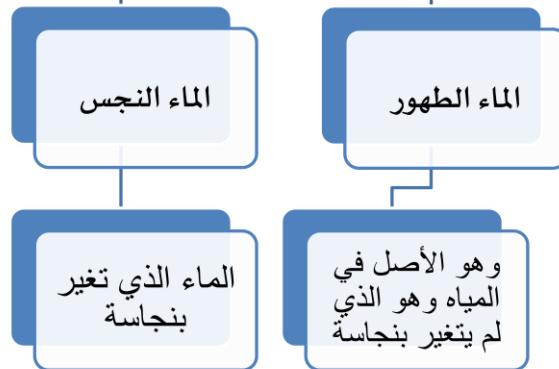 الماء الطهور
الماء النجس
وهو الأصل في
المياه وهو الذي
لم يتغير بنجاسة
الماء الذي تغير
بنجاسة